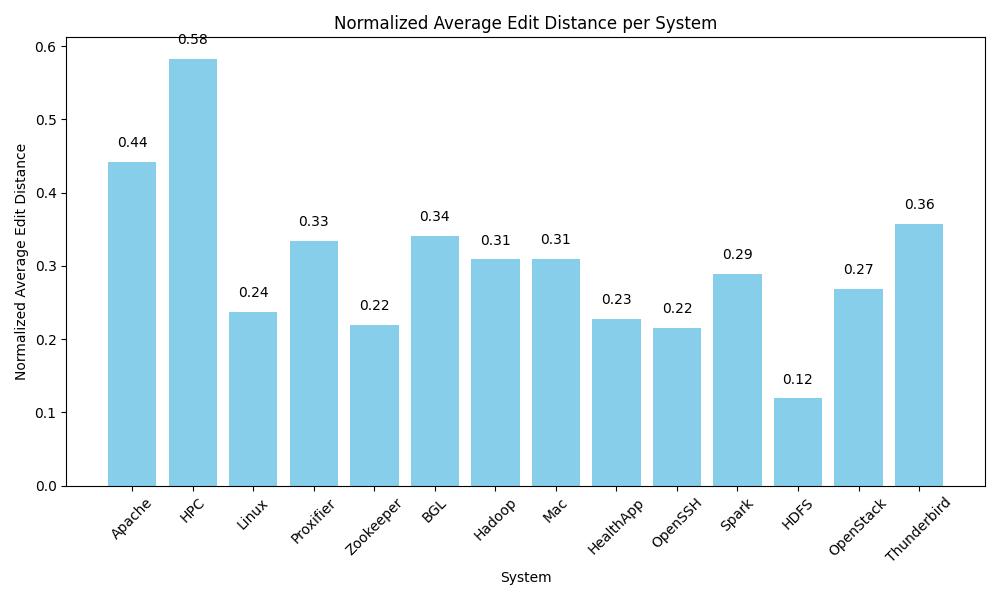 Normalized Average Edit Distance per System
Normalized Average Edit Distance
0.6
0.5
0.4
0.3
0.2
0.1
0.0
0.44
0.58
0.24
0.33
0.22
0.34
0.31
0.31
0.23
0.22
0.29
0.12
0.27
0.36
Apache
HPC
Linux
Proxifier
Zookeeper
BGL
Hadoop
Mac
HealthApp
OpenSSH
Spark
HDFS
OpenStack
Thunderbird
System